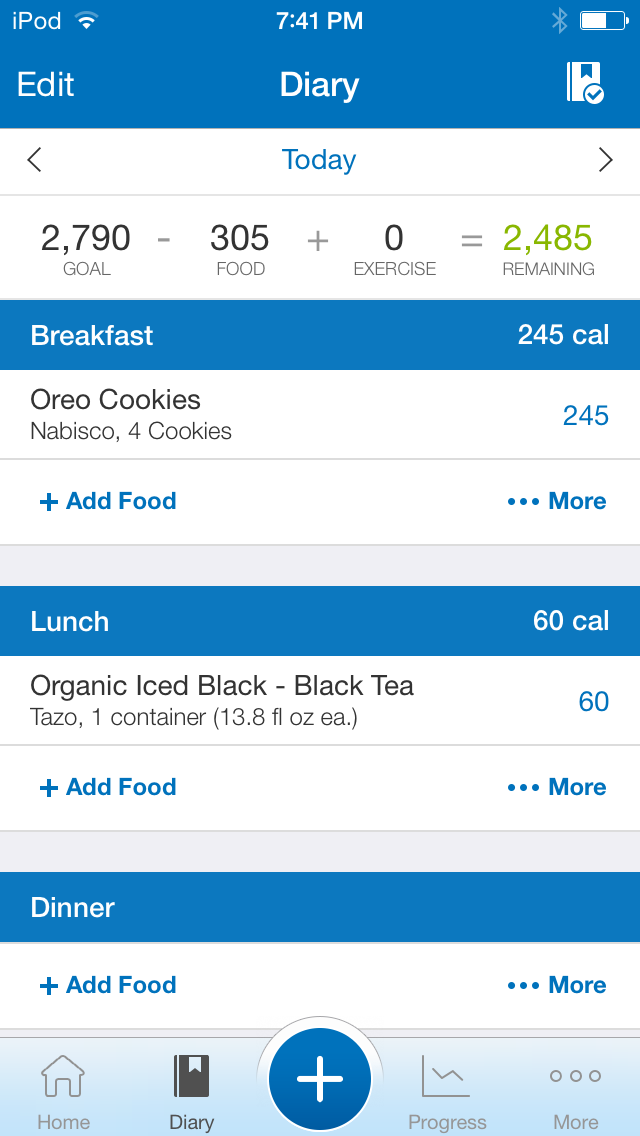 iPod 7:41 PM
Edit Diary
Today
2,790 - 305 + 0 = 2,485
GOAL FOOD EXERCISE REMAINING
Breakfast 245 cal
Oreo Cookies
Nabisco, 4 Cookies 245
+ Add Food ••• More
Lunch 60 cal
Organic Iced Black - Black Tea
Tazo, 1 container (13.8 fl oz ea.) 60
+ Add Food ••• More
Dinner
+ Add Food ••• More
Home Diary Progress More